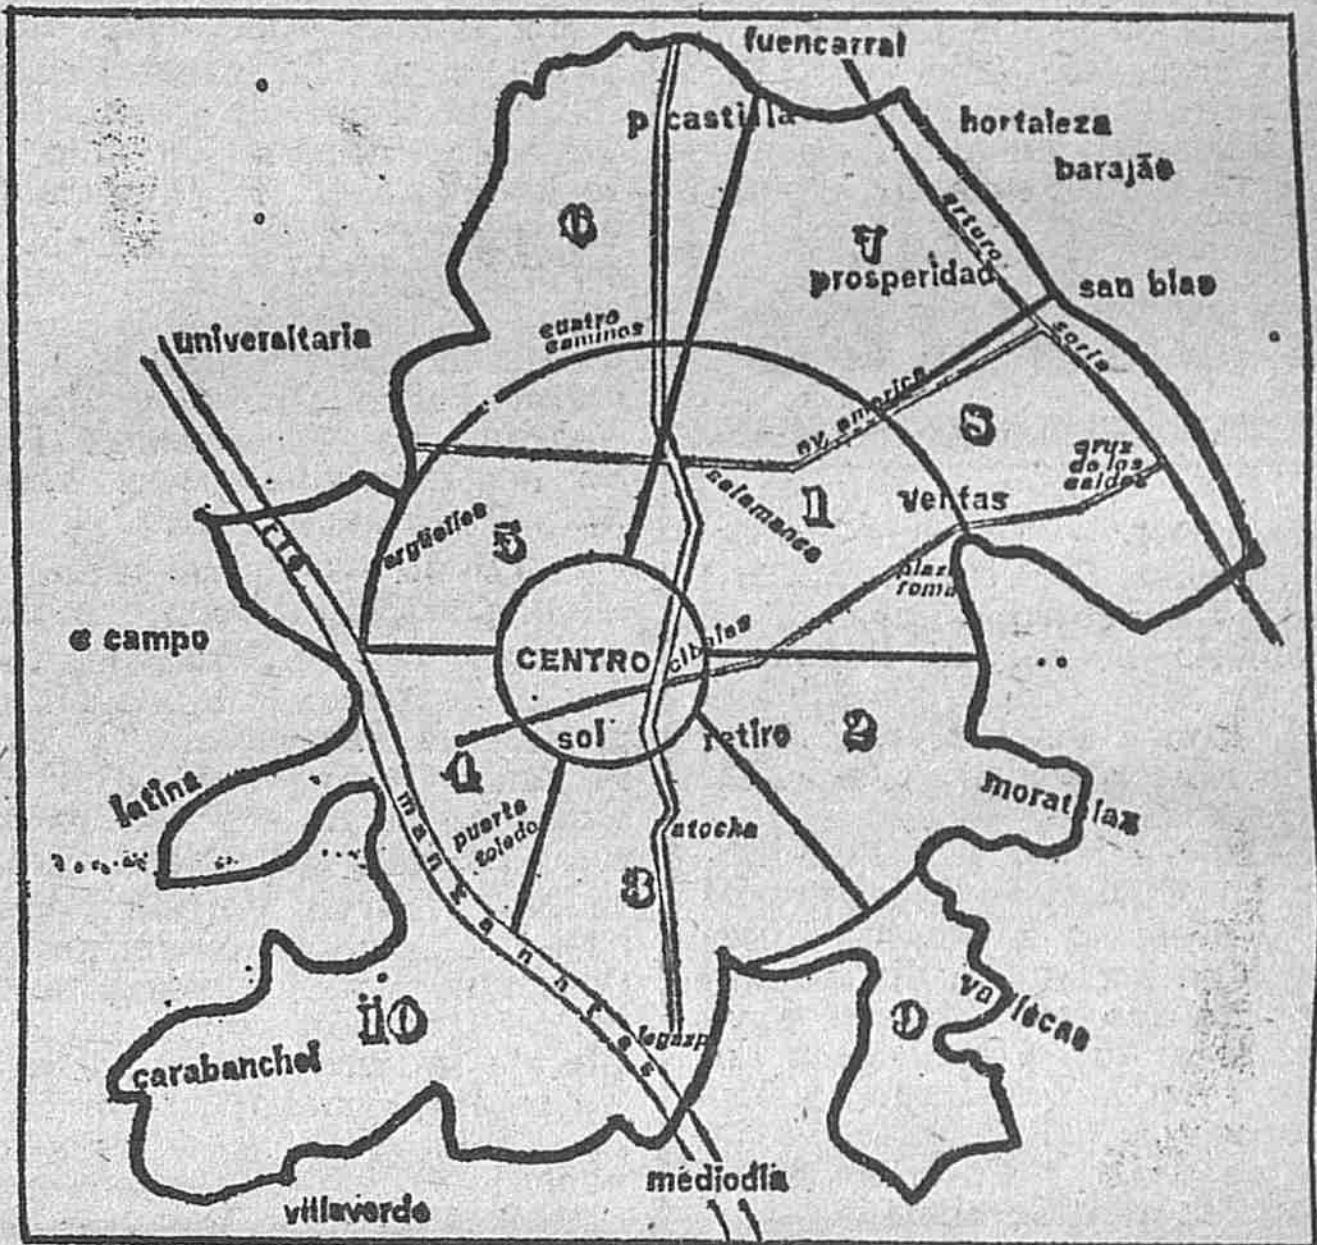 fuencarral
p castilla
hortaleza
barajas
6
7
arturo
prosperidad
san blas
soria
universitaria
cuatro
caminos
av. america
8
cruz
de los
caidos
salamanca
1
ventas
argüelles
5
rio
plaza
roma
c campo
CENTRO
cibeles
sol
retiro
2
4
latina
moratalaz
puerta
toledo
atocha
manzanares
3
vallecas
10
9
legazpi
carabanchel
mediodia
villaverde